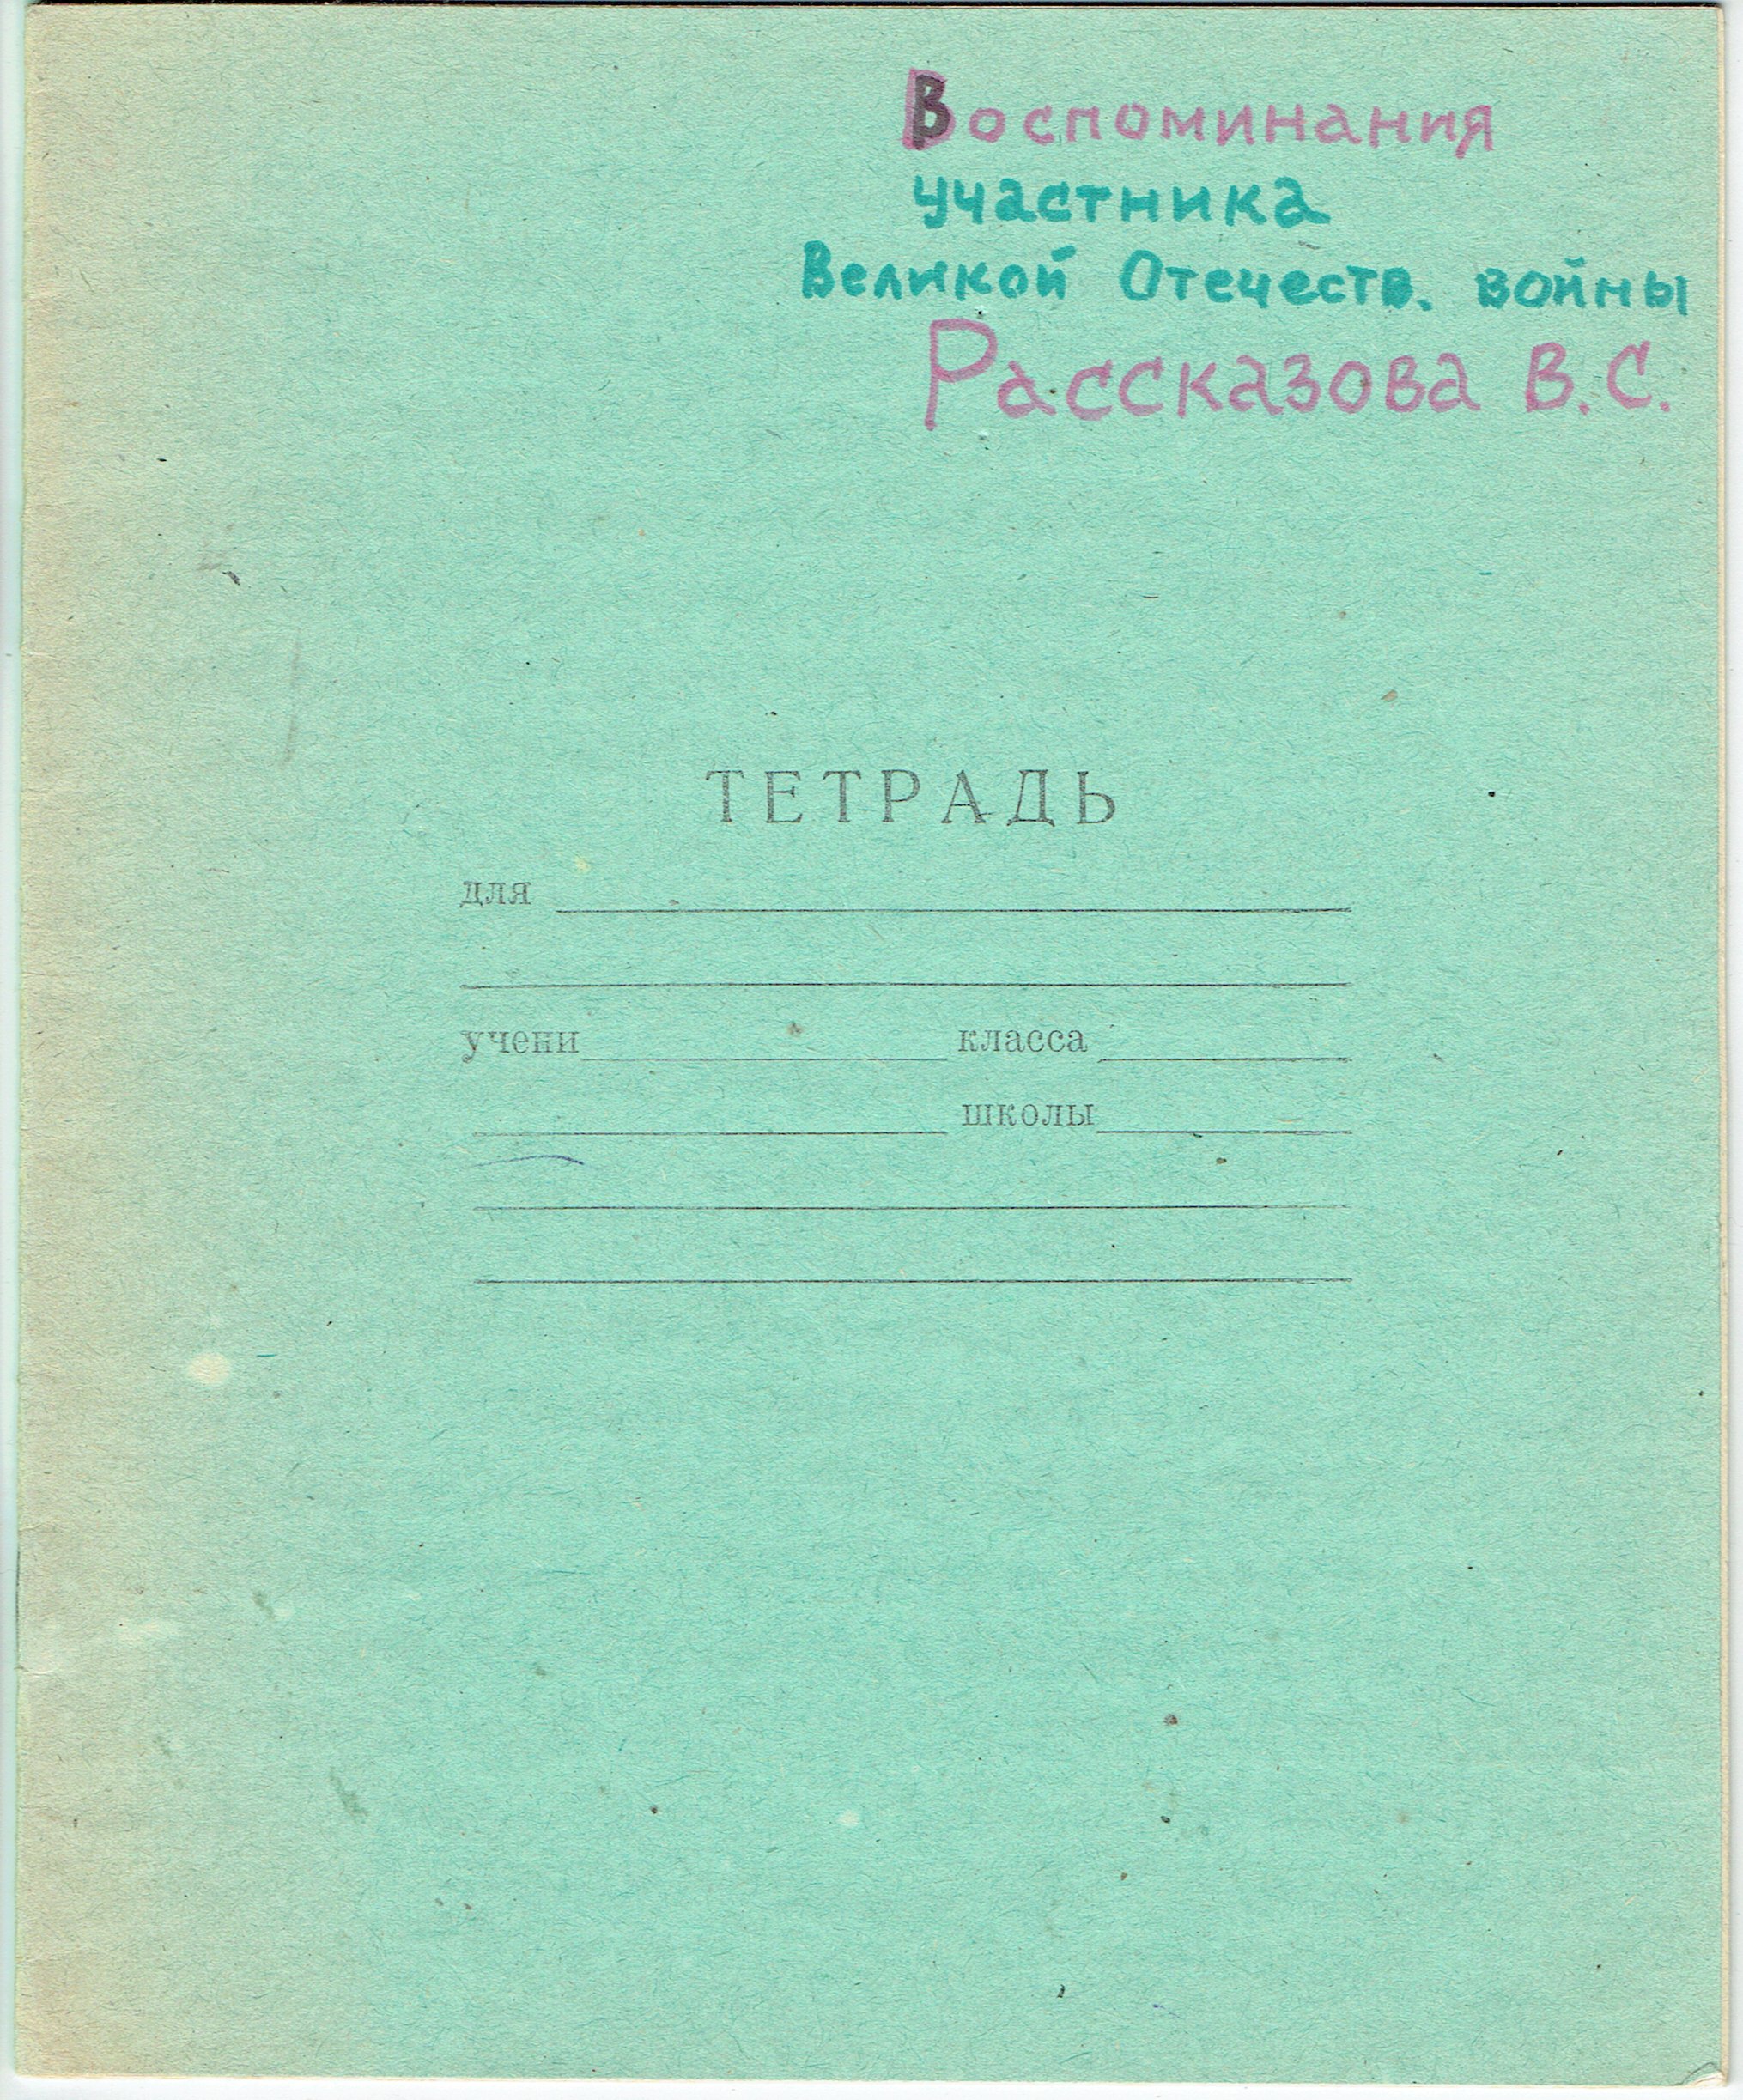 Воспоминания
участника
Великой Отечеств. войны
Рассказова В.С.
ТЕТРАДЬ
для
учени класса
школы